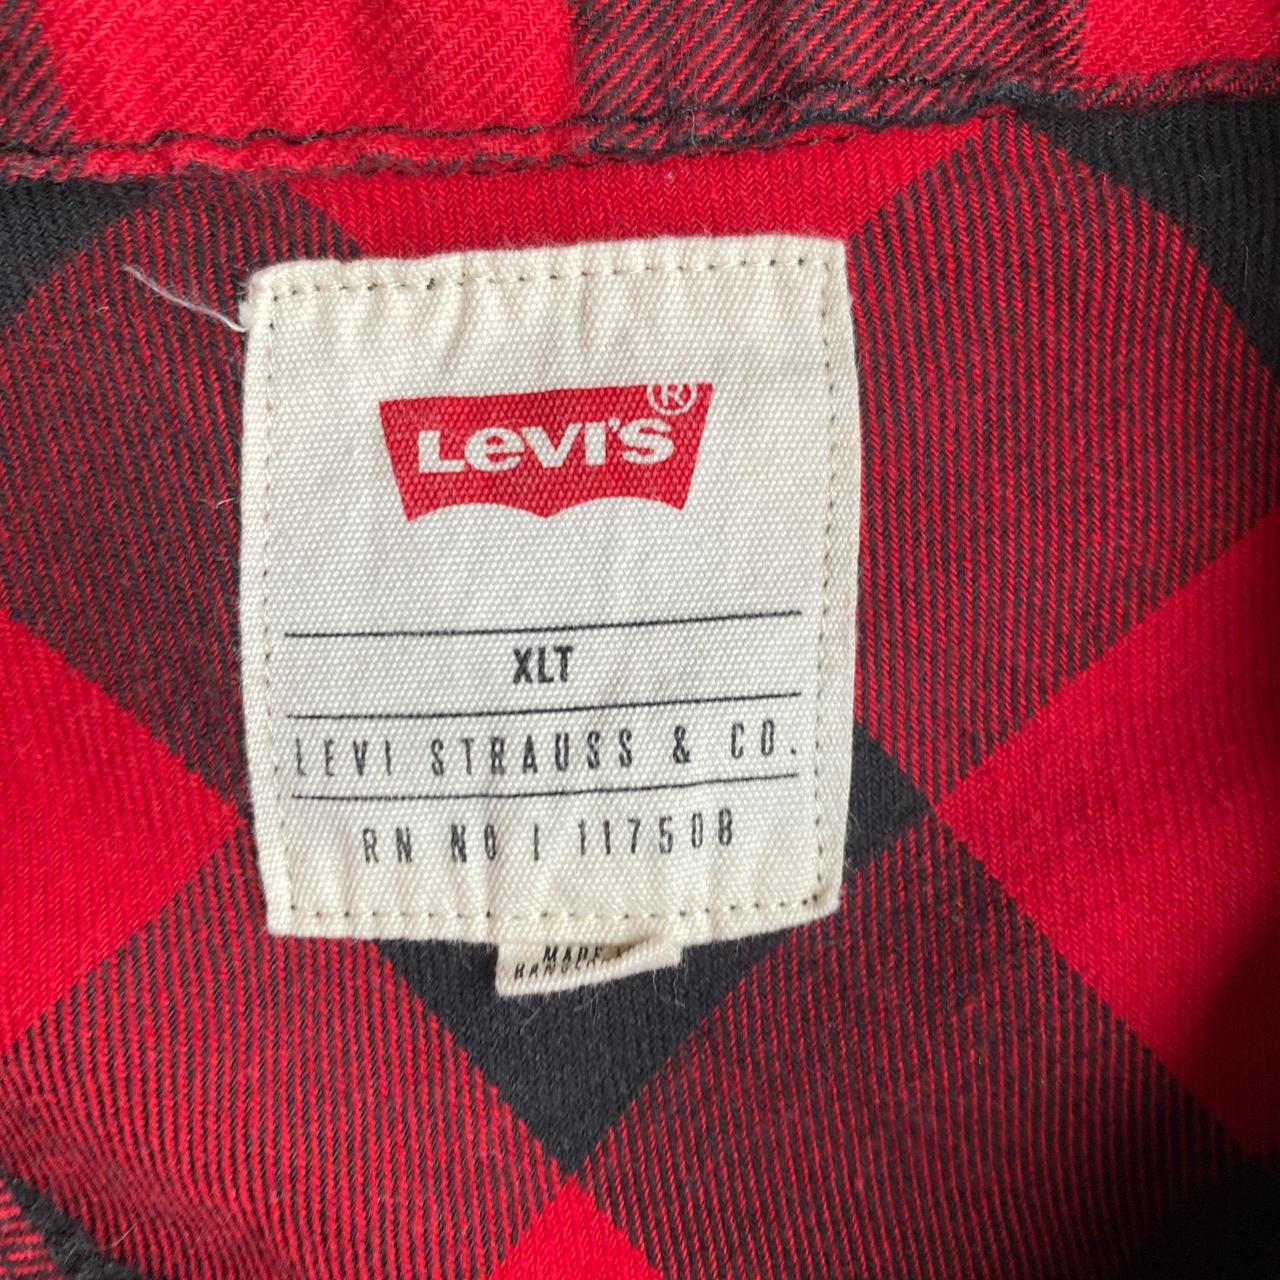 Levi's®
XLT
LEVI STRAUSS & CO.
RN NO | 117508
MADE